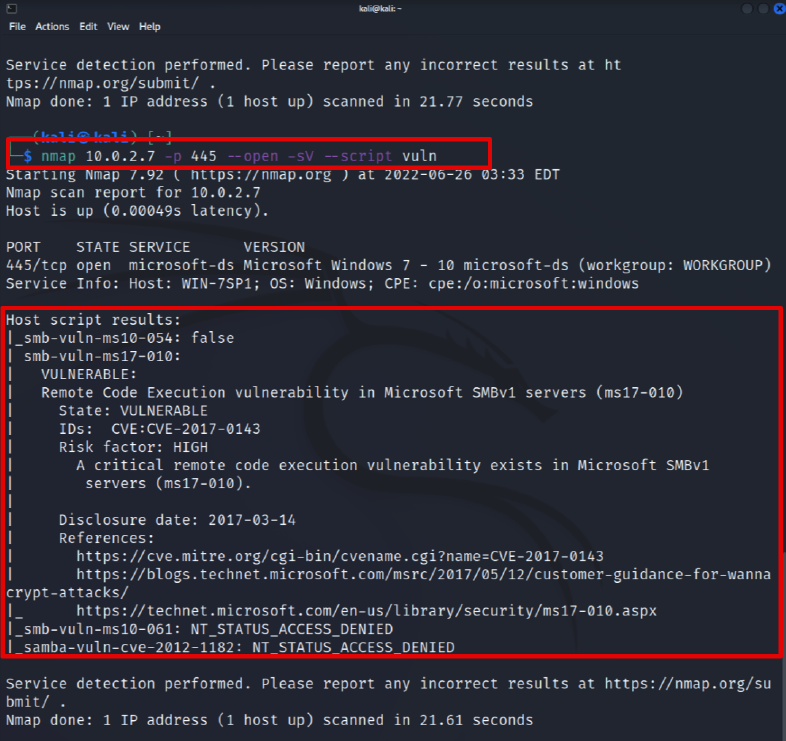 kali@kali: ~
File Actions Edit View Help
Service detection performed. Please report any incorrect results at ht
tps://nmap.org/submit/ .
Nmap done: 1 IP address (1 host up) scanned in 21.77 seconds
(kali㉿kali)-[~]
$ nmap 10.0.2.7 -p 445 --open -sV --script vuln
Starting Nmap 7.92 ( https://nmap.org ) at 2022-06-26 03:33 EDT
Nmap scan report for 10.0.2.7
Host is up (0.00049s latency).
PORT    STATE SERVICE      VERSION
445/tcp open  microsoft-ds Microsoft Windows 7 - 10 microsoft-ds (workgroup: WORKGROUP)
Service Info: Host: WIN-7SP1; OS: Windows; CPE: cpe:/o:microsoft:windows
Host script results:
|_smb-vuln-ms10-054: false
| smb-vuln-ms17-010:
|   VULNERABLE:
|   Remote Code Execution vulnerability in Microsoft SMBv1 servers (ms17-010)
|     State: VULNERABLE
|     IDs:  CVE:CVE-2017-0143
|     Risk factor: HIGH
|       A critical remote code execution vulnerability exists in Microsoft SMBv1
|        servers (ms17-010).
|
|     Disclosure date: 2017-03-14
|     References:
|       https://cve.mitre.org/cgi-bin/cvename.cgi?name=CVE-2017-0143
|       https://blogs.technet.microsoft.com/msrc/2017/05/12/customer-guidance-for-wanna
crypt-attacks/
|_      https://technet.microsoft.com/en-us/library/security/ms17-010.aspx
|_smb-vuln-ms10-061: NT_STATUS_ACCESS_DENIED
|_samba-vuln-cve-2012-1182: NT_STATUS_ACCESS_DENIED
Service detection performed. Please report any incorrect results at https://nmap.org/su
bmit/ .
Nmap done: 1 IP address (1 host up) scanned in 21.61 seconds